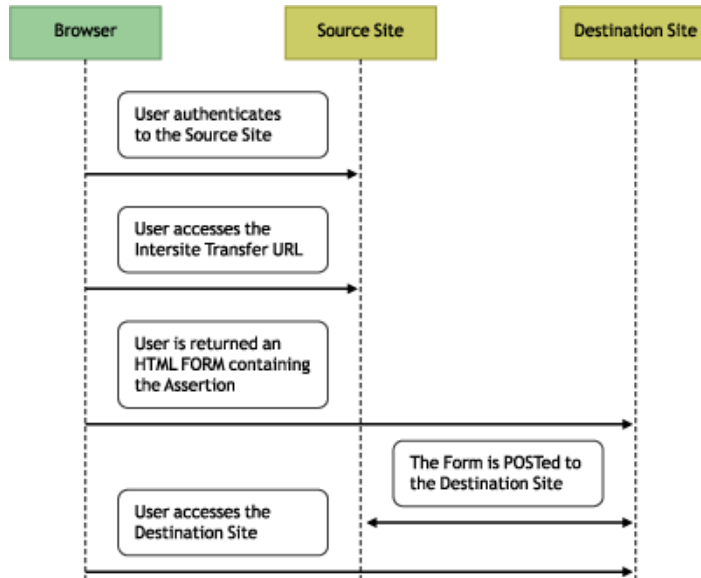 Browser
Source Site
Destination Site
User authenticates
to the Source Site
User accesses the
Intersite Transfer URL
User is returned an
HTML FORM containing
the Assertion
The Form is POSTed to
the Destination Site
User accesses the
Destination Site